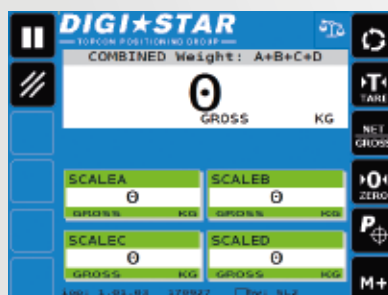 DIGI★STAR
TOPCON POSITIONING GROUP
COMBINED Weight: A+B+C+D
0
GROSS KG
SCALEA
0
GROSS KG
SCALEB
0
GROSS KG
SCALEC
0
GROSS KG
SCALED
0
GROSS KG
T
TARE
NET
GROSS
0
ZERO
P
M+